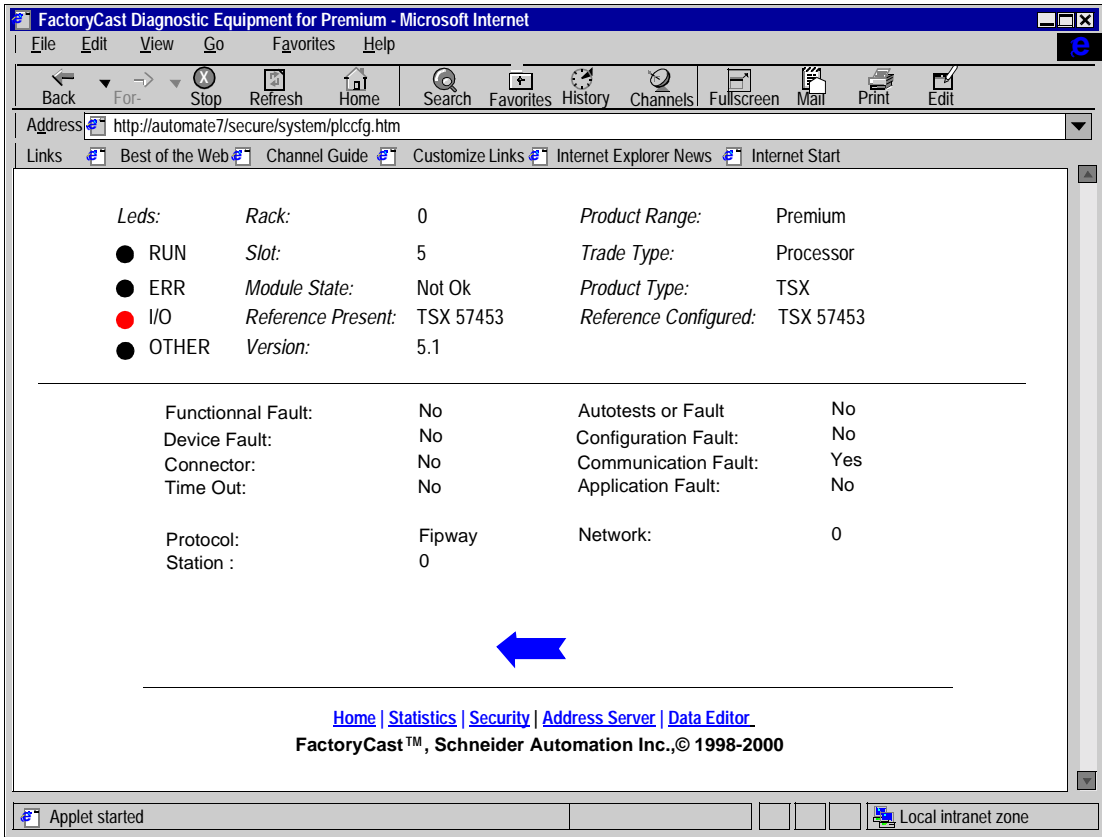 FactoryCast Diagnostic Equipment for Premium - Microsoft Internet
File Edit View Go Favorites Help
Back For- Stop Refresh Home Search Favorites History Channels Fullscreen Mail Print Edit
Address http://automate7/secure/system/plccfg.htm
Links Best of the Web Channel Guide Customize Links Internet Explorer News Internet Start
Leds: Rack: 0 Product Range: Premium
RUN Slot: 5 Trade Type: Processor
ERR Module State: Not Ok Product Type: TSX
I/O Reference Present: TSX 57453 Reference Configured: TSX 57453
OTHER Version: 5.1
Functionnal Fault: No Autotests or Fault No
Device Fault: No Configuration Fault: No
Connector: No Communication Fault: Yes
Time Out: No Application Fault: No
Protocol: Fipway Network: 0
Station : 0
Home | Statistics | Security | Address Server | Data Editor
FactoryCast™, Schneider Automation Inc.,© 1998-2000
Applet started Local intranet zone